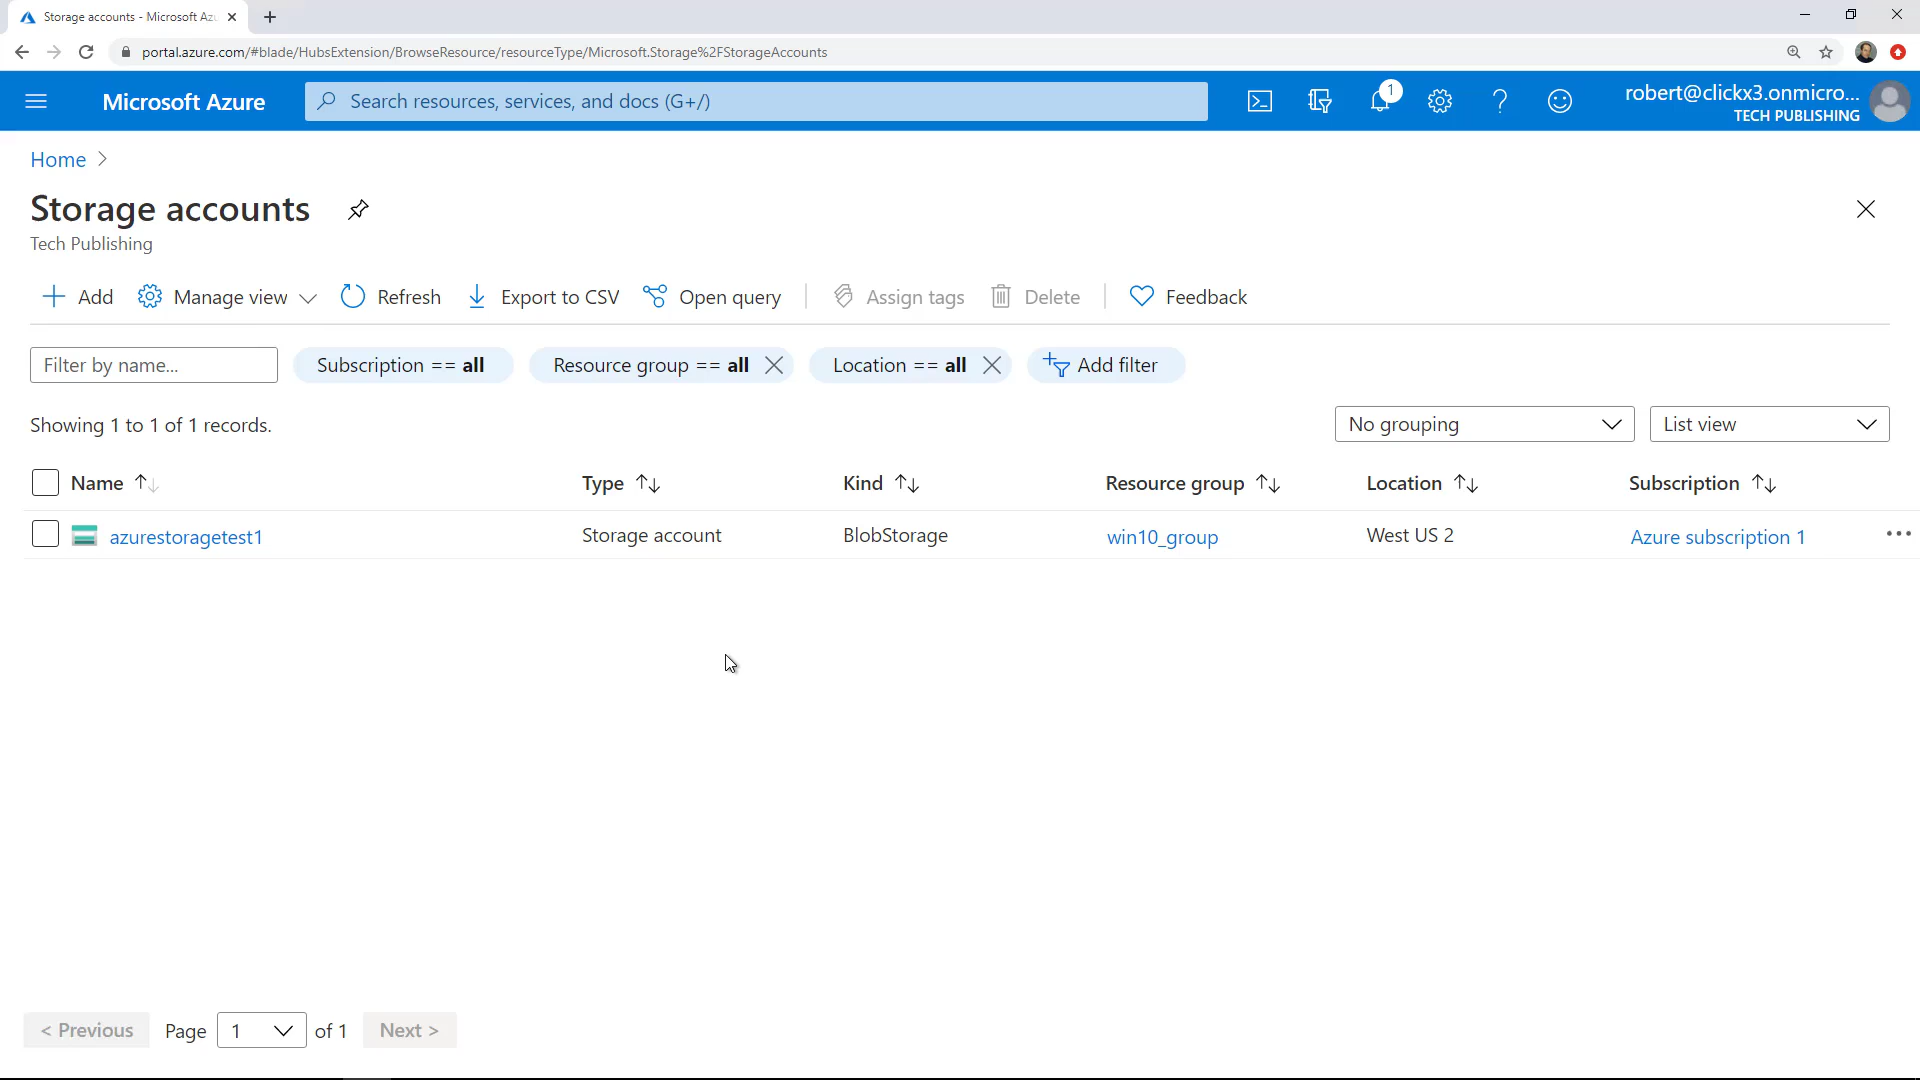 Storage accounts - Microsoft Azu
portal.azure.com/#blade/HubsExtension/BrowseResource/resourceType/Microsoft.Storage%2FStorageAccounts
Microsoft Azure
Search resources, services, and docs (G+/)
1
robert@clickx3.onmicro...
TECH PUBLISHING
Home
Storage accounts
Tech Publishing
Add Manage view Refresh Export to CSV Open query Assign tags Delete Feedback
Filter by name... Subscription == all Resource group == all Location == all Add filter
Showing 1 to 1 of 1 records. No grouping List view
Name Type Kind Resource group Location Subscription
azurestoragetest1 Storage account BlobStorage win10_group West US 2 Azure subscription 1
< Previous Page 1 of 1 Next >